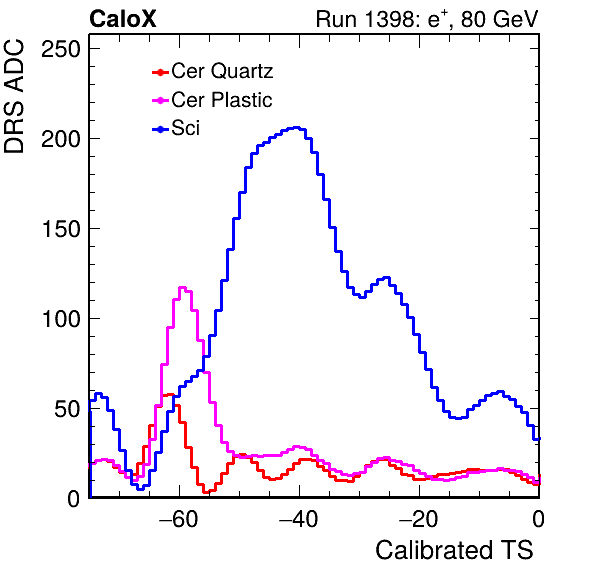 CaloX Run 1398: e⁺, 80 GeV
DRS ADC
250
200
150
100
50
0
Cer Quartz
Cer Plastic
Sci
−60 −40 −20 0
Calibrated TS